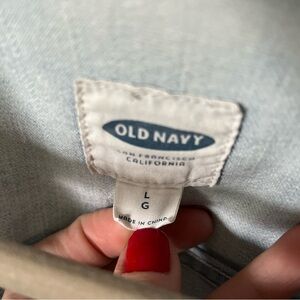 OLD NAVY
SAN FRANCISCO
CALIFORNIA
L
G
MADE IN CHINA